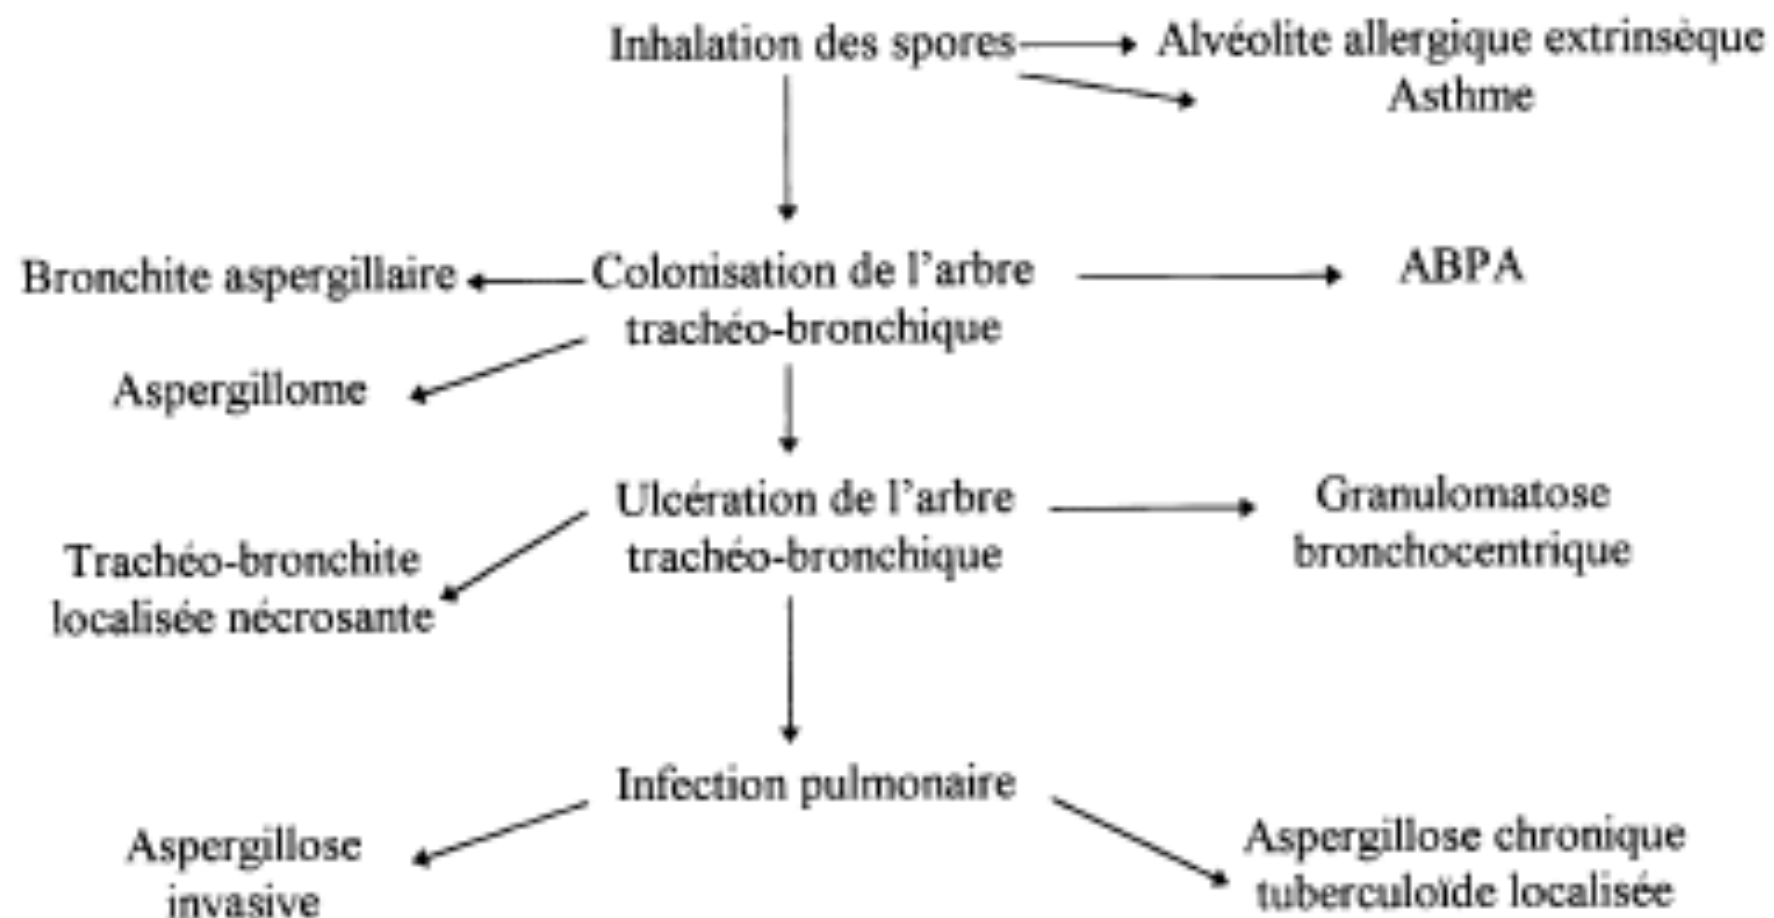 Inhalation des spores
Alvéolite allergique extrinsèque
Asthme
Bronchite aspergillaire
Colonisation de l'arbre
trachéo-bronchique
ABPA
Aspergillome
Ulcération de l'arbre
trachéo-bronchique
Granulomatose
bronchocentrique
Trachéo-bronchite
localisée nécrosante
Infection pulmonaire
Aspergillose
invasive
Aspergillose chronique
tuberculoïde localisée